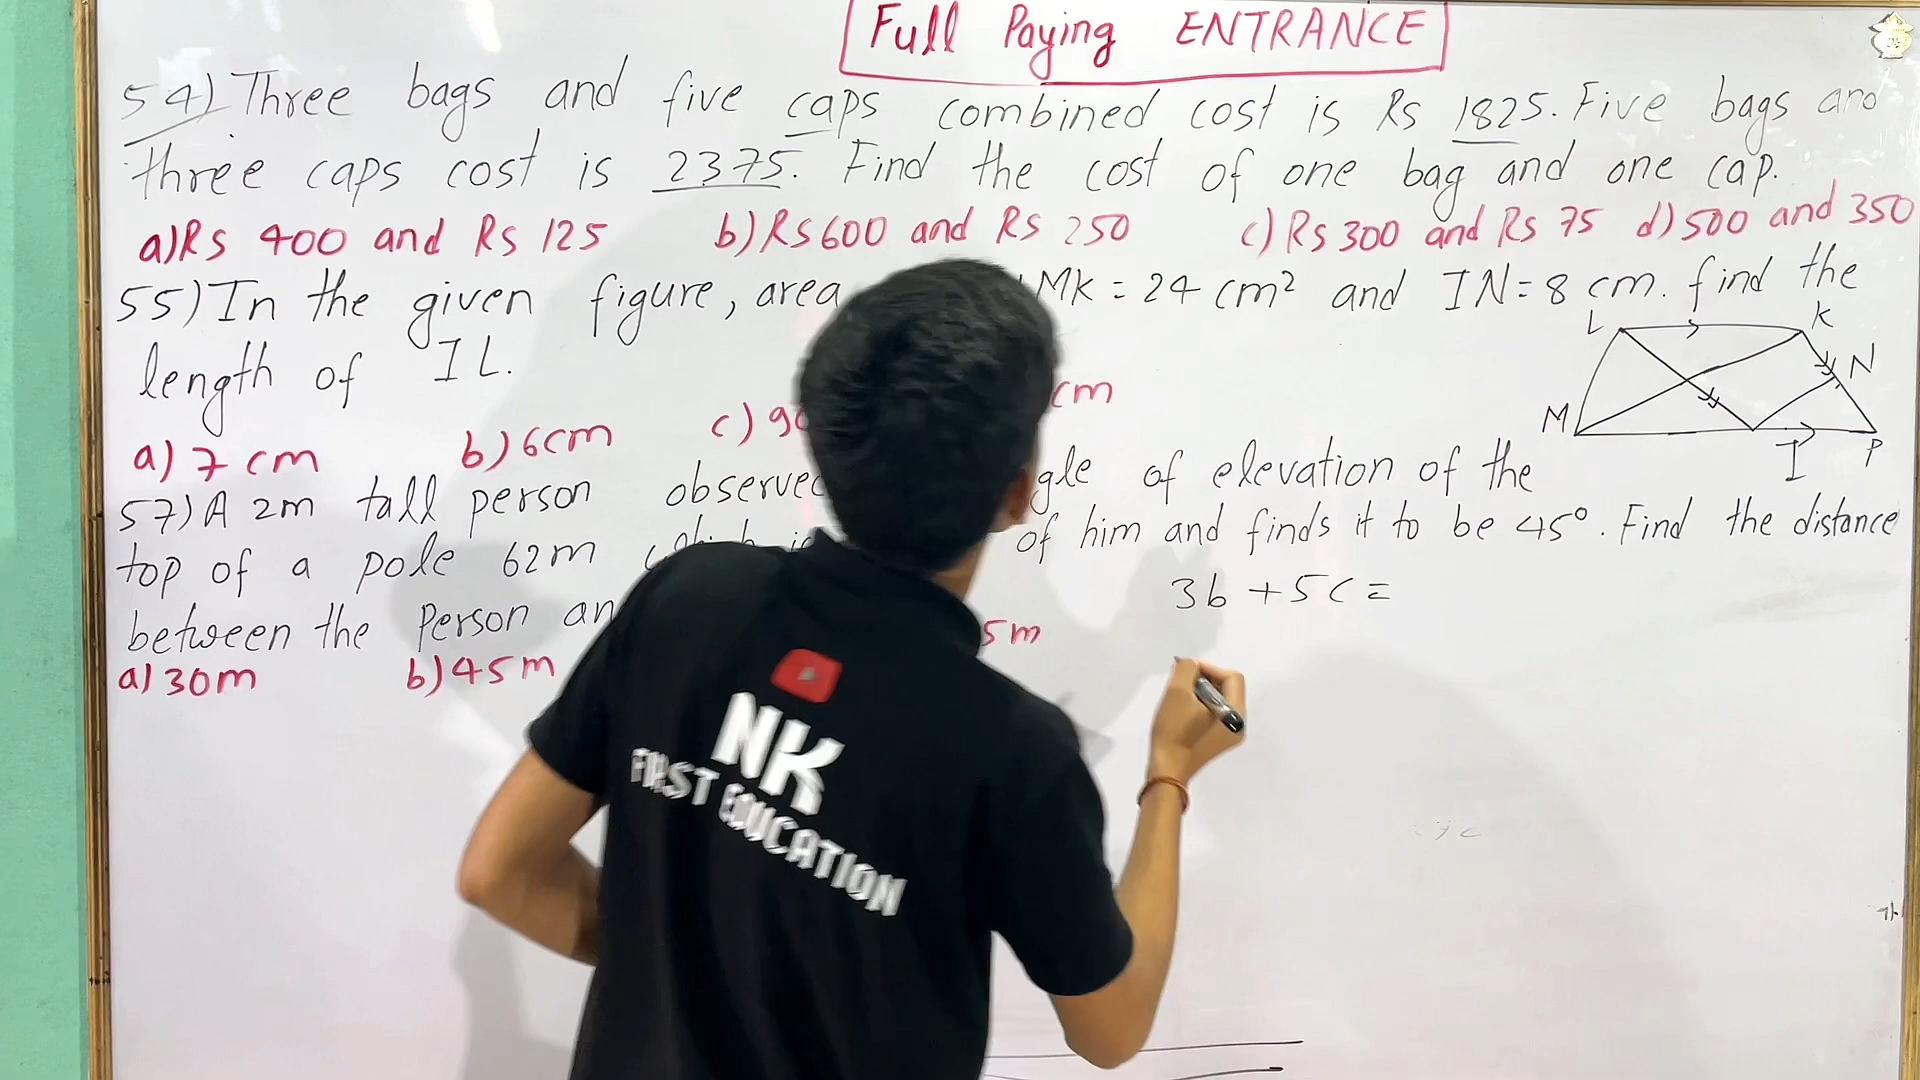 Full Paying ENTRANCE
54) Three bags and five caps combined cost is Rs 1825. Five bags and
three caps cost is 2375. Find the cost of one bag and one cap.
a) Rs 400 and Rs 125 b) Rs 600 and Rs 250 c) Rs 300 and Rs 75 d) 500 and 350
55) In the given figure, area MK = 24 cm² and IN = 8 cm. find the
length of IL.
L K N M I P
a) 7 cm b) 6cm c) cm
57) A 2m tall person of elevation of the
top of a pole 62m of him and finds it to be 45°. Find the distance
between the Person
3b + 5c =
a) 30m b) 45m 5m
NK
FIRST EDUCATION